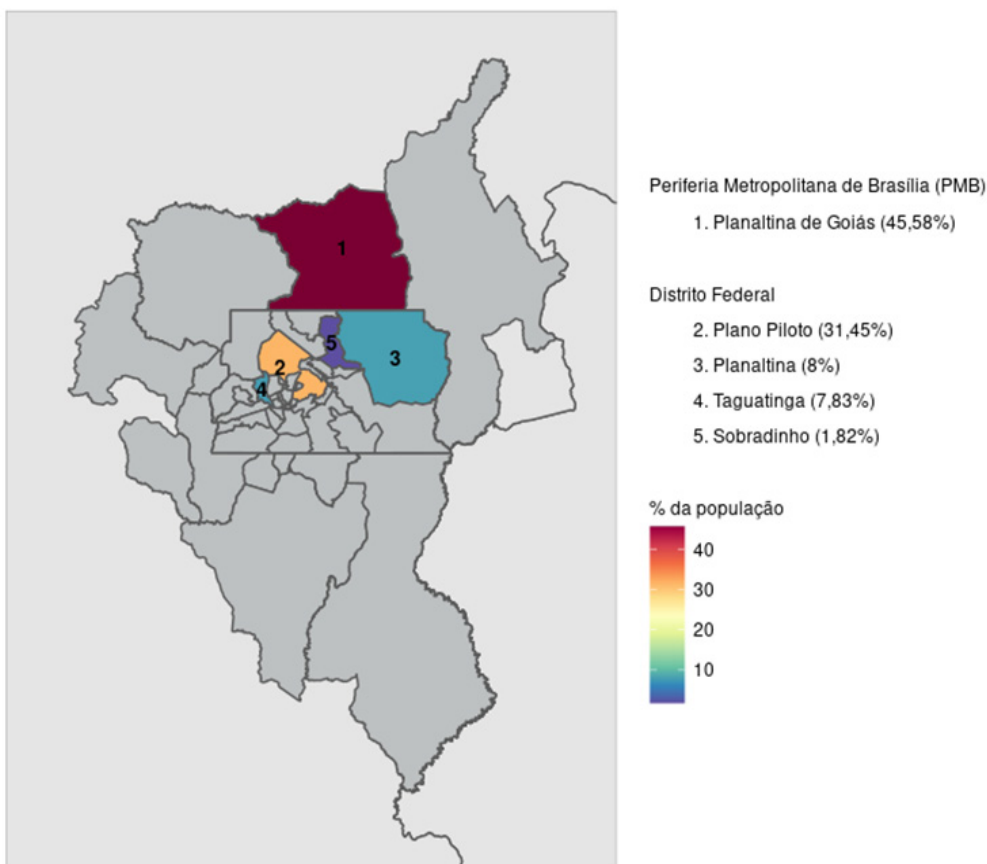 1
5
3
2
4
Periferia Metropolitana de Brasília (PMB)
1. Planaltina de Goiás (45,58%)
Distrito Federal
2. Plano Piloto (31,45%)
3. Planaltina (8%)
4. Taguatinga (7,83%)
5. Sobradinho (1,82%)
% da população
40
30
20
10